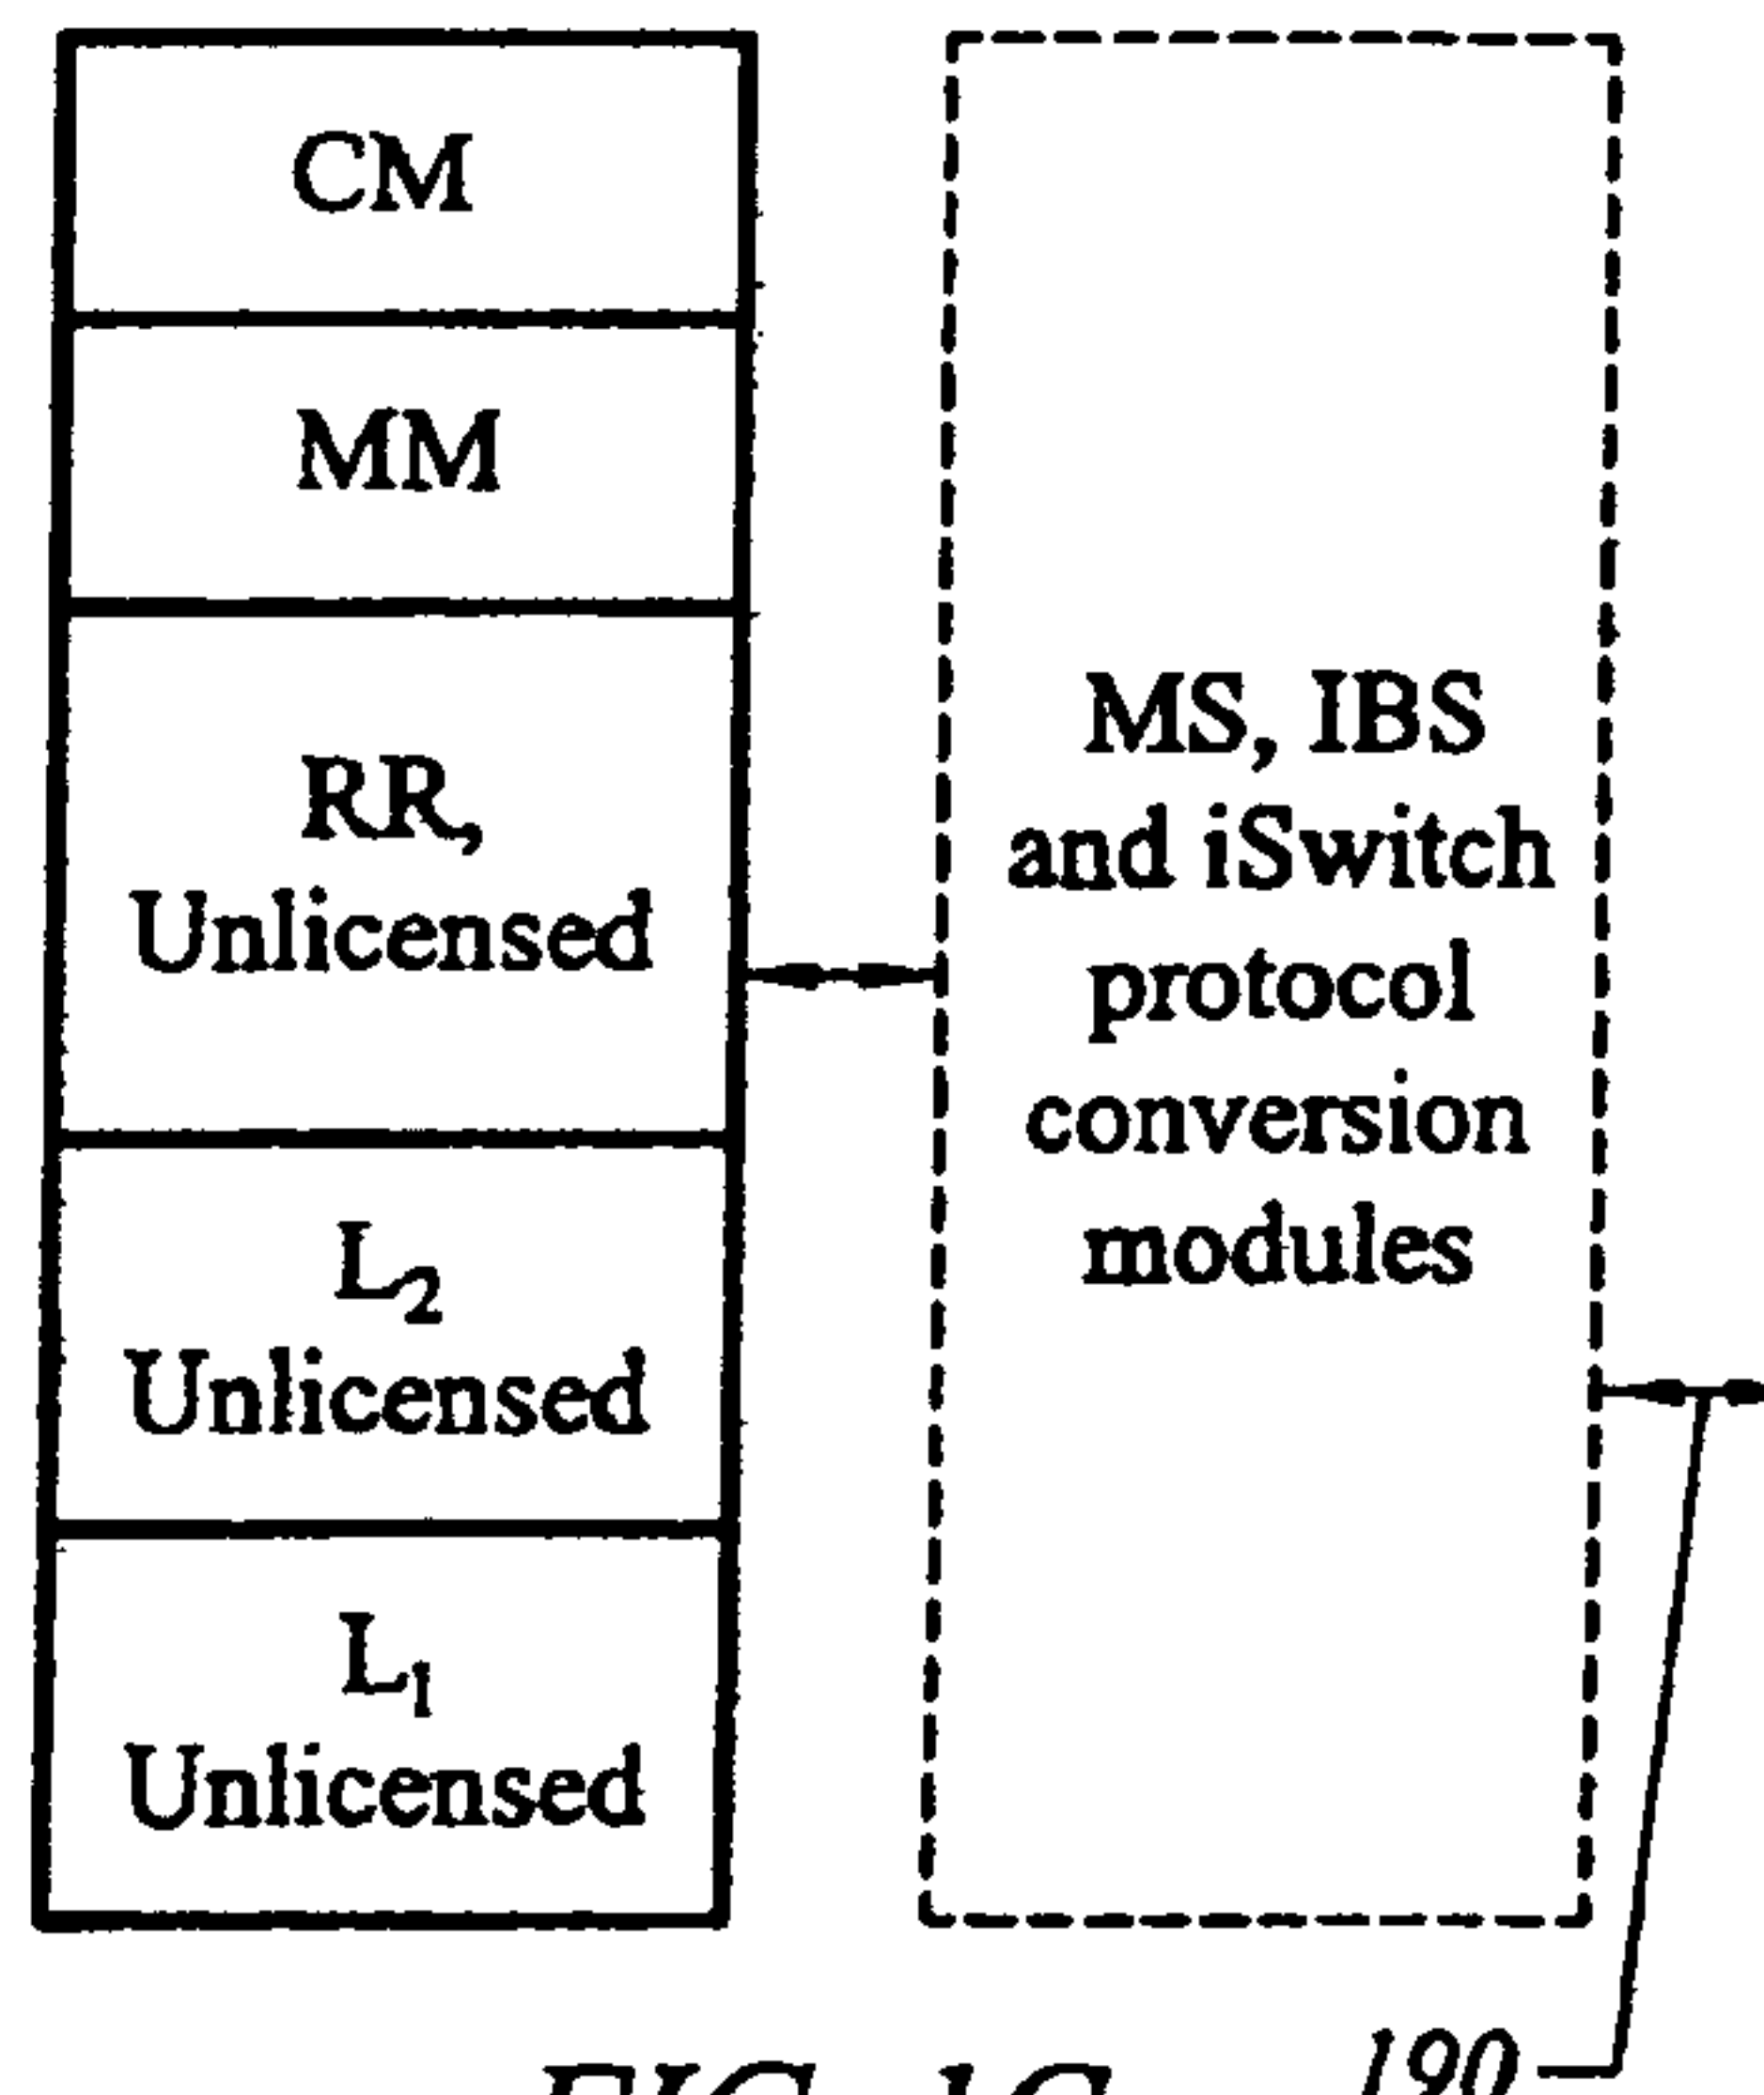 CM
MM
RR,
Unlicensed
L2
Unlicensed
L1
Unlicensed
MS, IBS
and iSwitch
protocol
conversion
modules
190